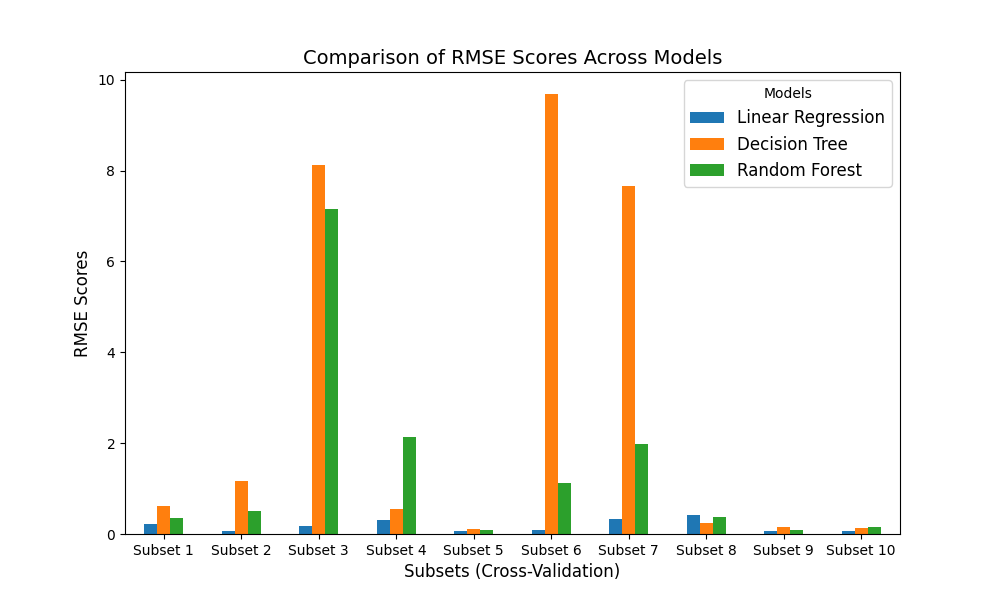 Comparison of RMSE Scores Across Models
Models
Linear Regression
Decision Tree
Random Forest
RMSE Scores
10
8
6
4
2
0
Subset 1 Subset 2 Subset 3 Subset 4 Subset 5 Subset 6 Subset 7 Subset 8 Subset 9 Subset 10
Subsets (Cross-Validation)